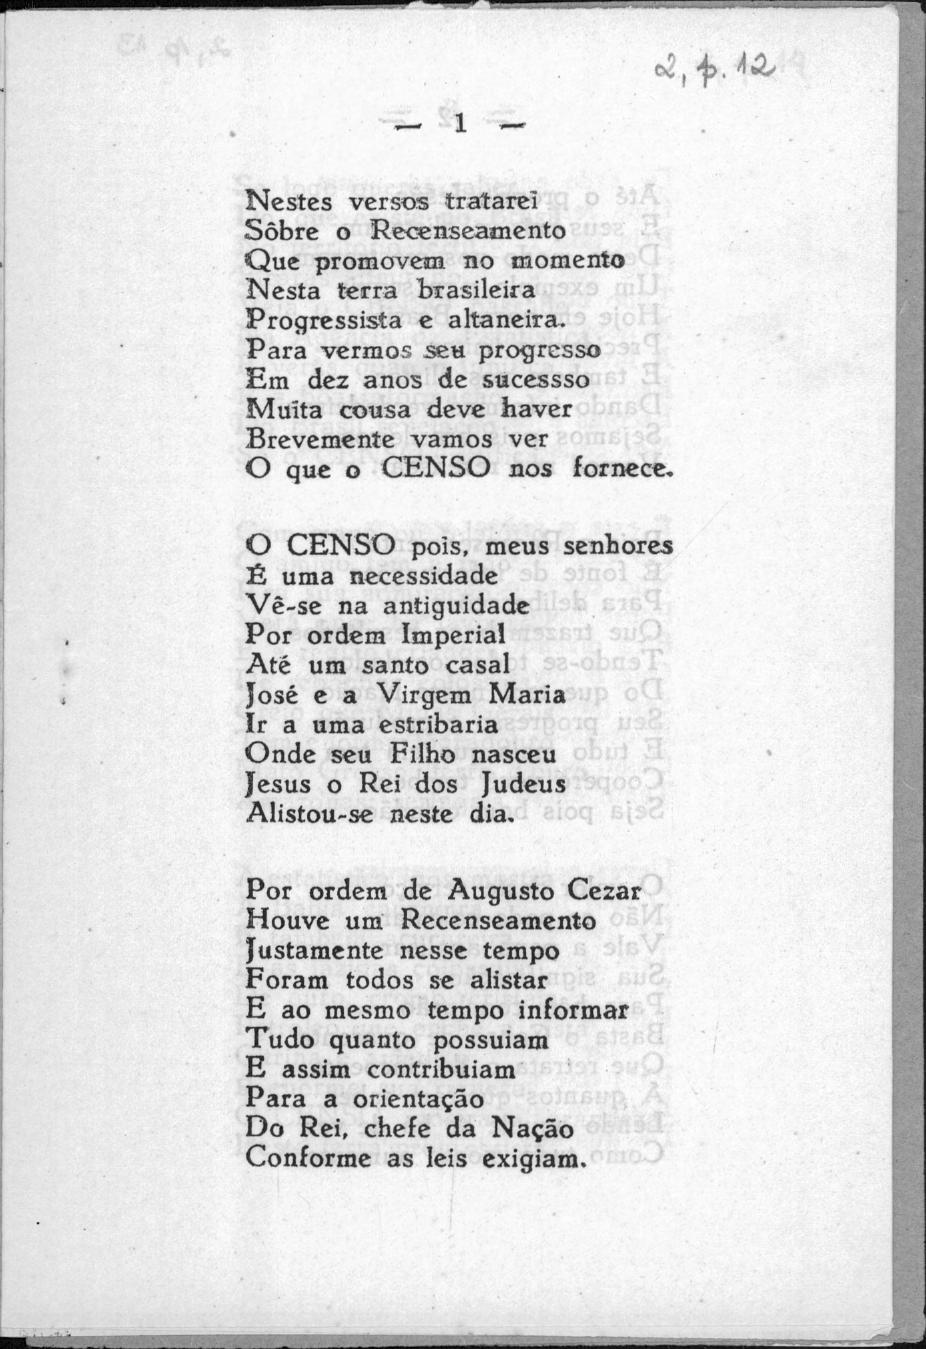 2, p. 12
— 1 —
Nestes versos tratarei
Sôbre o Recenseamento
Que promovem no momento
Nesta terra brasileira
Progressista e altaneira.
Para vermos seu progresso
Em dez anos de sucessso
Muita cousa deve haver
Brevemente vamos ver
O que o CENSO nos fornece.
O CENSO pois, meus senhores
É uma necessidade
Vê-se na antiguidade
Por ordem Imperial
Até um santo casal
José e a Virgem Maria
Ir a uma estribaria
Onde seu Filho nasceu
Jesus o Rei dos Judeus
Alistou-se neste dia.
Por ordem de Augusto Cezar
Houve um Recenseamento
Justamente nesse tempo
Foram todos se alistar
E ao mesmo tempo informar
Tudo quanto possuiam
E assim contribuiam
Para a orientação
Do Rei, chefe da Nação
Conforme as leis exigiam.